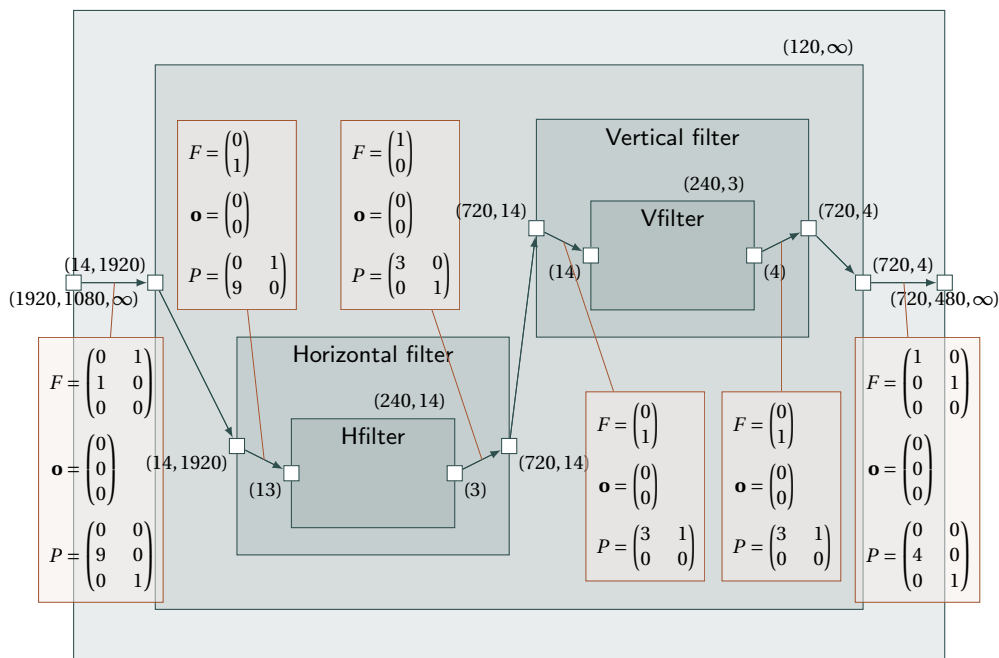 (120, ∞)
F = (0 1)
o = (0 0)
P = (0 1
9 0)
F = (1 0)
o = (0 0)
P = (3 0
0 1)
Vertical filter
(240, 3)
Vfilter
(720, 14)
(14)
(4)
(720, 4)
(14, 1920)
(1920, 1080, ∞)
(720, 4)
(720, 480, ∞)
F = (0 1
1 0
0 0)
o = (0
0
0)
P = (0 0
9 0
0 1)
Horizontal filter
(240, 14)
Hfilter
(14, 1920)
(13)
(3)
(720, 14)
F = (0 1)
o = (0 0)
P = (3 1
0 0)
F = (0 1)
o = (0 0)
P = (3 1
0 0)
F = (1 0
0 1
0 0)
o = (0
0
0)
P = (0 0
4 0
0 1)